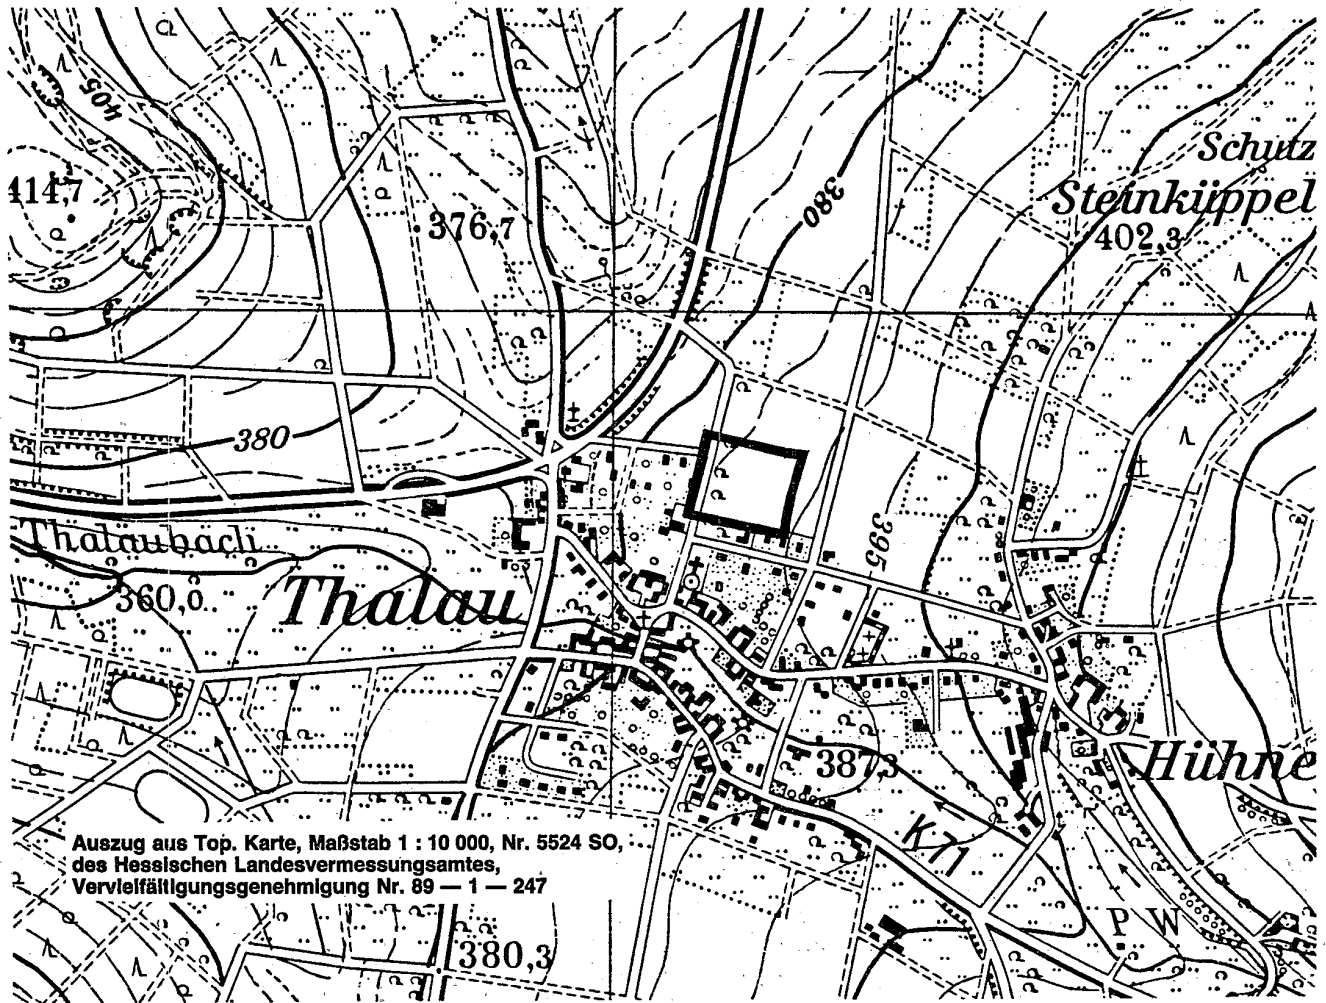 405
Schutz
414,7
Steinküppel
380
376,7
402,3
380
395
Thalaubach
360,0
Thalau
387,3
Hühne
K 71
Auszug aus Top. Karte, Maßstab 1 : 10 000, Nr. 5524 SO,
des Hessischen Landesvermessungsamtes,
Vervielfältigungsgenehmigung Nr. 89 — 1 — 247
P W
380,3